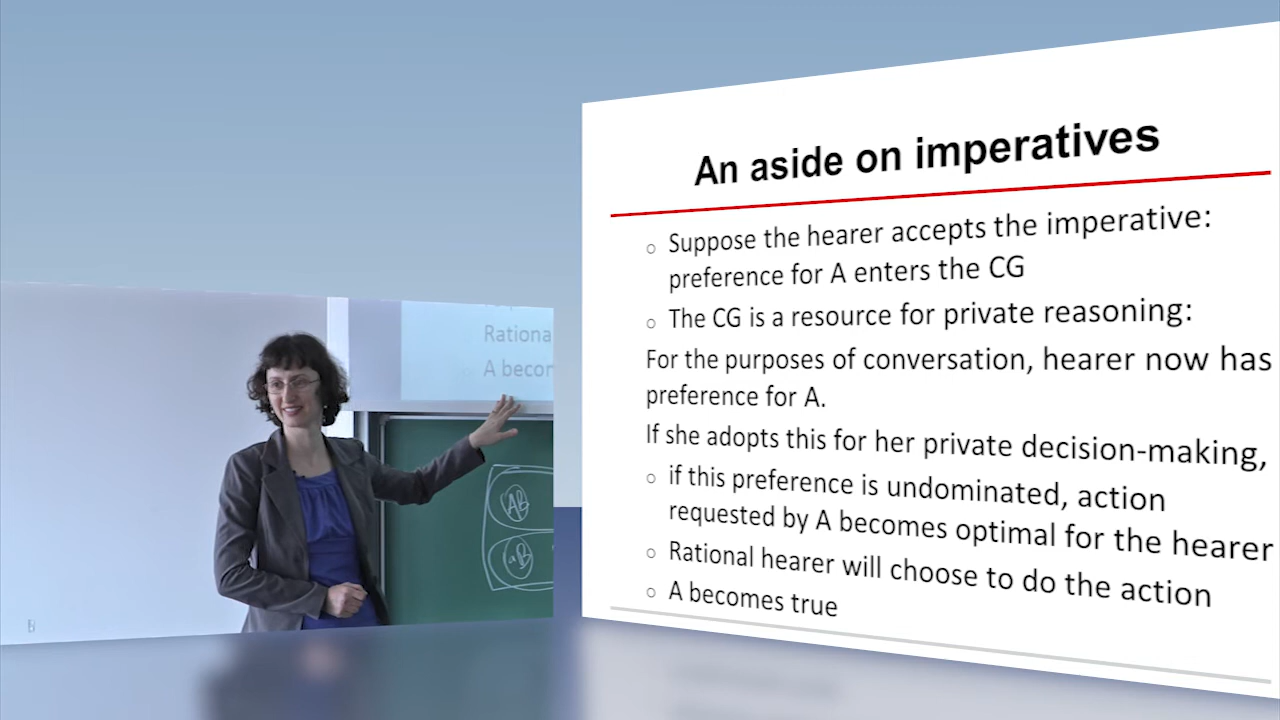 An aside on imperatives
○ Suppose the hearer accepts the imperative:
preference for A enters the CG
○ The CG is a resource for private reasoning:
For the purposes of conversation, hearer now has
preference for A.
If she adopts this for her private decision-making,
○ if this preference is undominated, action
requested by A becomes optimal for the hearer
○ Rational hearer will choose to do the action
○ A becomes true
Rationa
A becor
AB
aB